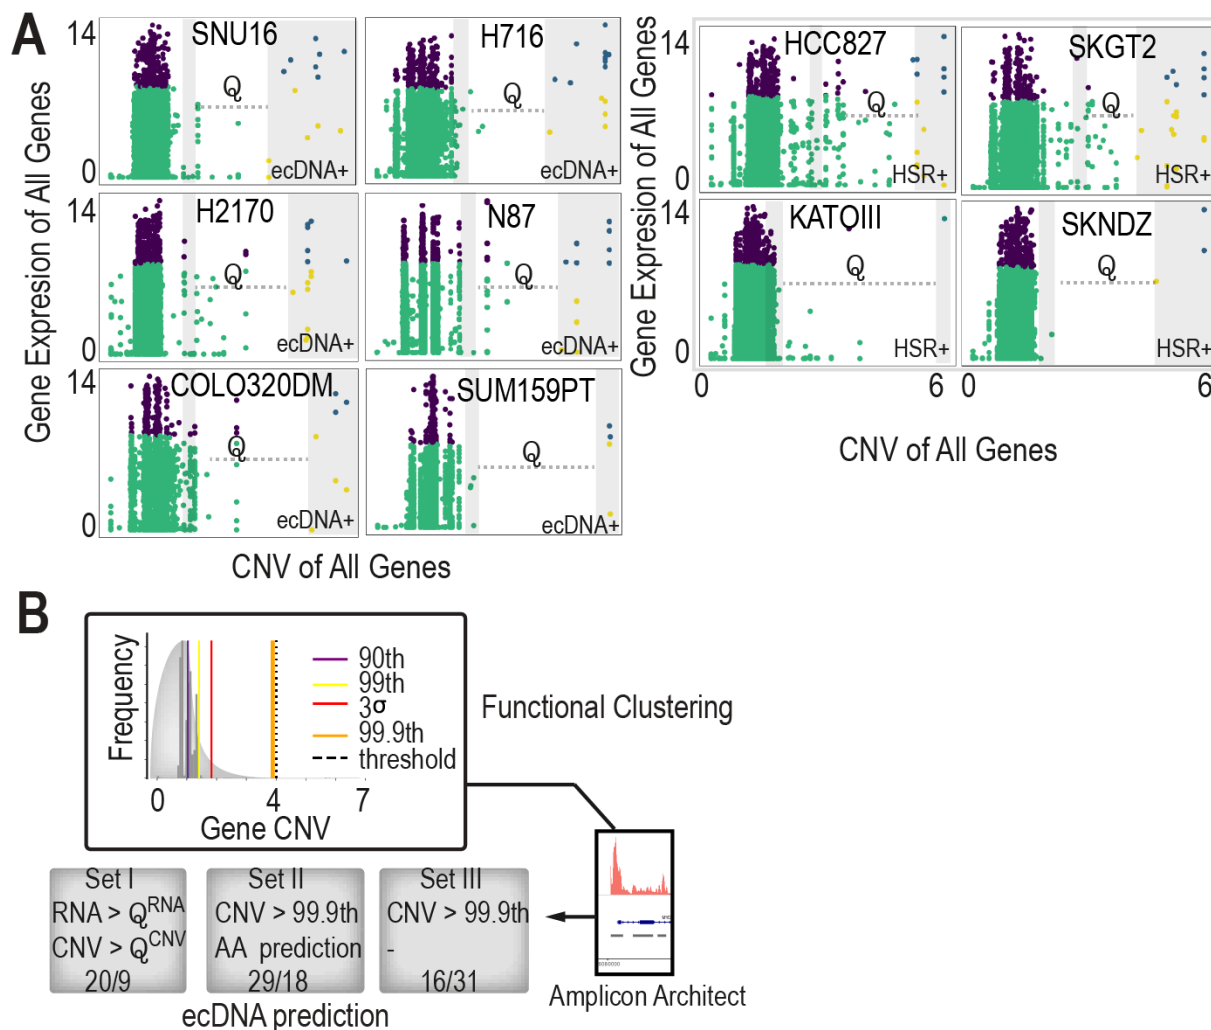 A
Gene Expression of All Genes
14
0
SNU16
Q
ecDNA+
H716
Q
ecDNA+
14
0
H2170
Q
ecDNA+
N87
Q
ecDNA+
14
0
COLO320DM
Q
ecDNA+
SUM159PT
Q
ecDNA+
CNV of All Genes
Gene Expresion of All Genes
14
0
HCC827
Q
HSR+
SKGT2
Q
HSR+
14
0
KATOIII
Q
HSR+
SKNDZ
Q
HSR+
0 6 0 6
CNV of All Genes
B
Frequency
90th
99th
3σ
99.9th
threshold
0 4 7
Gene CNV
Functional Clustering
Set I
RNA > Q^RNA
CNV > Q^CNV
20/9
Set II
CNV > 99.9th
AA prediction
29/18
Set III
CNV > 99.9th
-
16/31
ecDNA prediction
Amplicon Architect